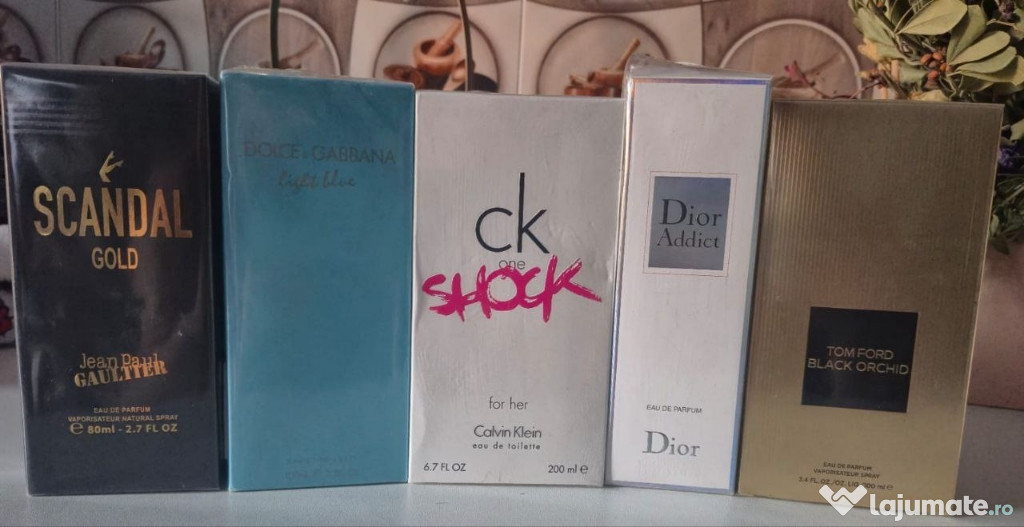 SCANDAL
GOLD
Jean Paul
GAULTIER
EAU DE PARFUM
VAPORISATEUR NATURAL SPRAY
e 80ml - 2.7 FL OZ
DOLCE & GABBANA
light blue
ck
one
SHOCK
for her
Calvin Klein
eau de toilette
6.7 FL OZ 200 ml e
Dior
Addict
EAU DE PARFUM
Dior
TOM FORD
BLACK ORCHID
EAU DE PARFUM
VAPORISATEUR SPRAY
lajumate.ro